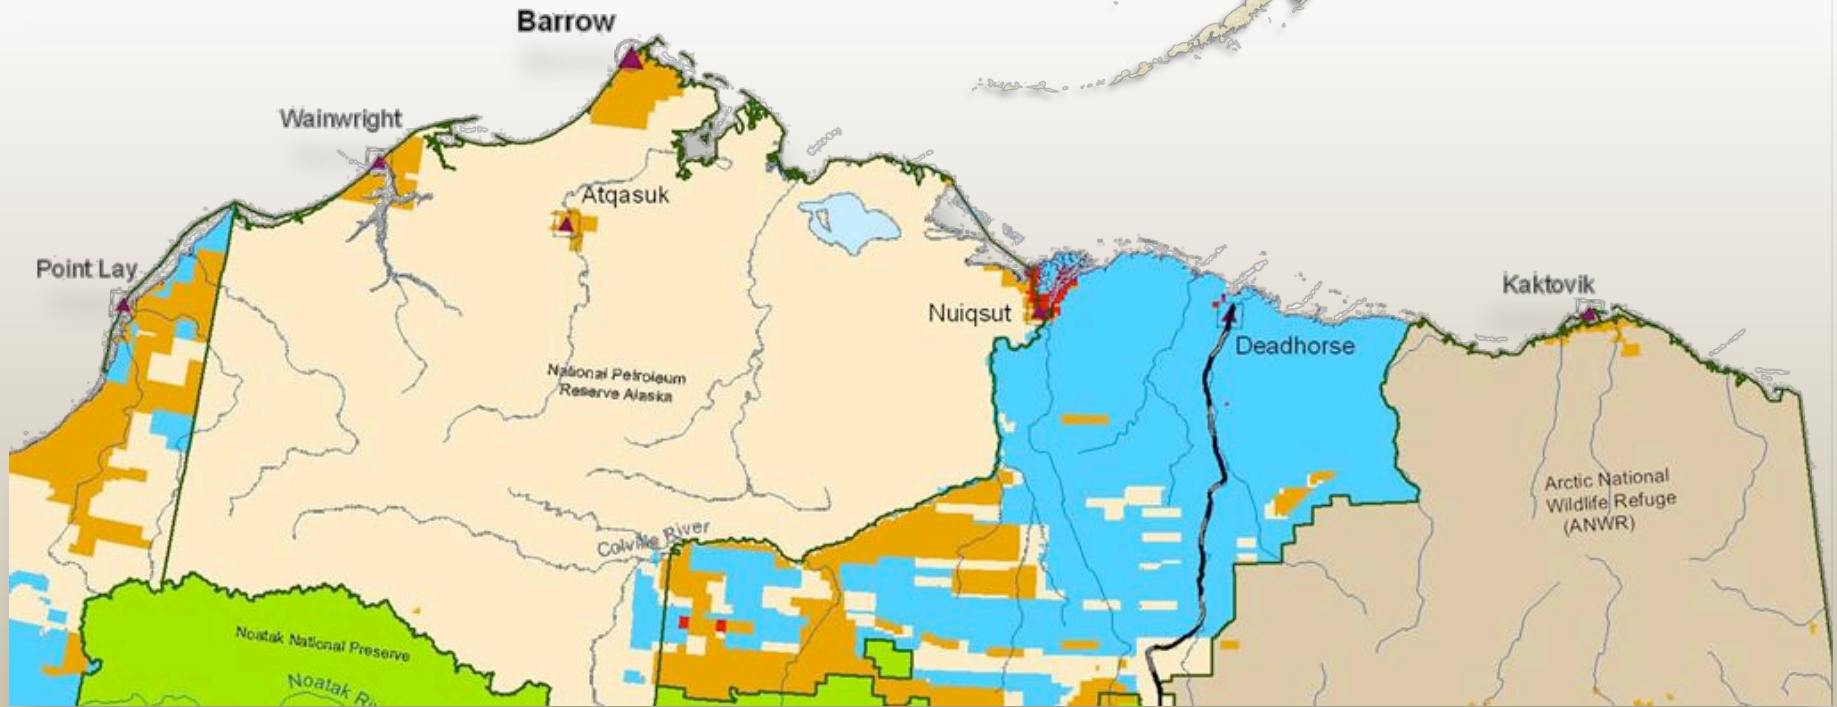 Barrow
Wainwright
Atqasuk
Point Lay
Kaktovik
Nuiqsut
Deadhorse
National Petroleum
Reserve Alaska
Arctic National
Wildlife Refuge
(ANWR)
Colville River
Noatak National Preserve
Noatak